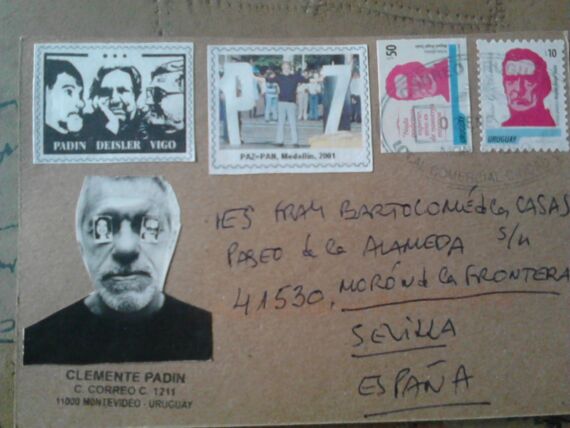 PADIN DEISLER VIGO
P
PAZ=PAN, Medellín, 2001
50
URUGUAY
10
URUGUAY
IES FRAY BARTOLOMÉ de las CASAS
PASEO de la ALAMEDA s/n
41530, MORÓN de la FRONTERA
SEVILLA
ESPAÑA
CLEMENTE PADIN
C. CORREO C. 1211
11000 MONTEVIDEO - URUGUAY